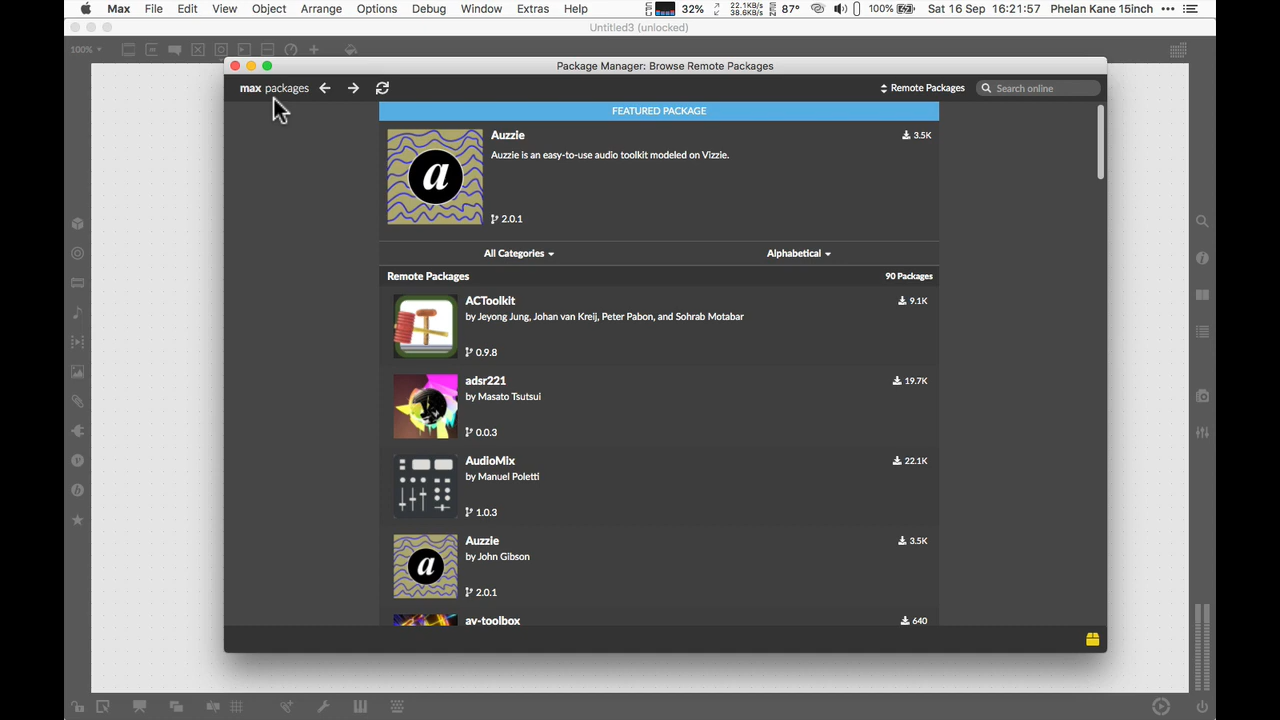 Max File Edit View Object Arrange Options Debug Window Extras Help 32% 22.1KB/s 38.6KB/s 87° 100% Sat 16 Sep 16:21:57 Phelan Kane 15inch
Untitled3 (unlocked)
100%
Package Manager: Browse Remote Packages
max packages Remote Packages Search online
FEATURED PACKAGE
Auzzie 3.5K
a
Auzzie is an easy-to-use audio toolkit modeled on Vizzie.
2.0.1
All Categories Alphabetical
Remote Packages 90 Packages
ACToolkit 9.1K
by Jeyong Jung, Johan van Kreij, Peter Pabon, and Sohrab Motabar
0.9.8
adsr221 19.7K
by Masato Tsutsui
0.0.3
AudioMix 22.1K
by Manuel Poletti
1.0.3
Auzzie 3.5K
a
by John Gibson
2.0.1
av-toolbox 640